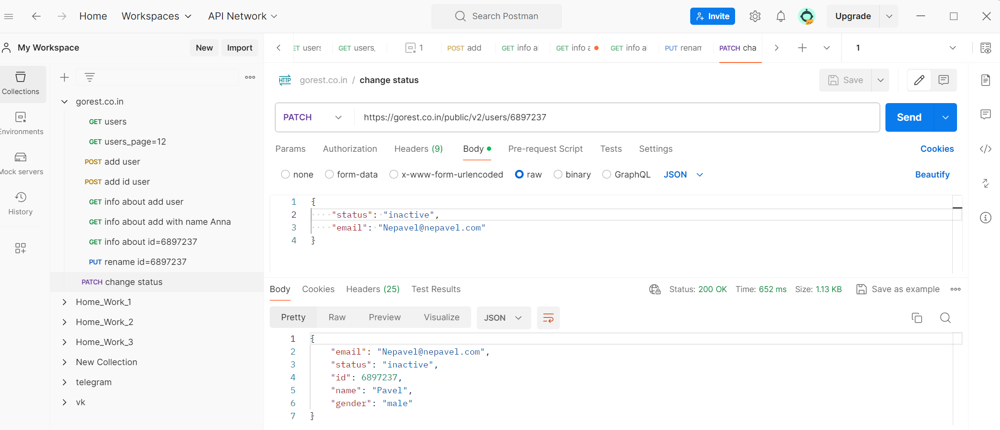 Home Workspaces API Network Search Postman Invite Upgrade
My Workspace New Import
ET users GET users_ 1 POST add GET info a GET info a GET info a PUT renam PATCH cha 1
Collections
Environments
Mock servers
History
gorest.co.in
GET users
GET users_page=12
POST add user
POST add id user
GET info about add user
GET info about add with name Anna
GET info about id=6897237
PUT rename id=6897237
PATCH change status
Home_Work_1
Home_Work_2
Home_Work_3
New Collection
telegram
vk
HTTP gorest.co.in / change status Save
PATCH https://gorest.co.in/public/v2/users/6897237 Send
Params Authorization Headers (9) Body Pre-request Script Tests Settings Cookies
none form-data x-www-form-urlencoded raw binary GraphQL JSON Beautify
1 {
2 "status": "inactive",
3 "email": "Nepavel@nepavel.com"
4 }
Body Cookies Headers (25) Test Results Status: 200 OK Time: 652 ms Size: 1.13 KB Save as example
Pretty Raw Preview Visualize JSON
1 {
2 "email": "Nepavel@nepavel.com",
3 "status": "inactive",
4 "id": 6897237,
5 "name": "Pavel",
6 "gender": "male"
7 }